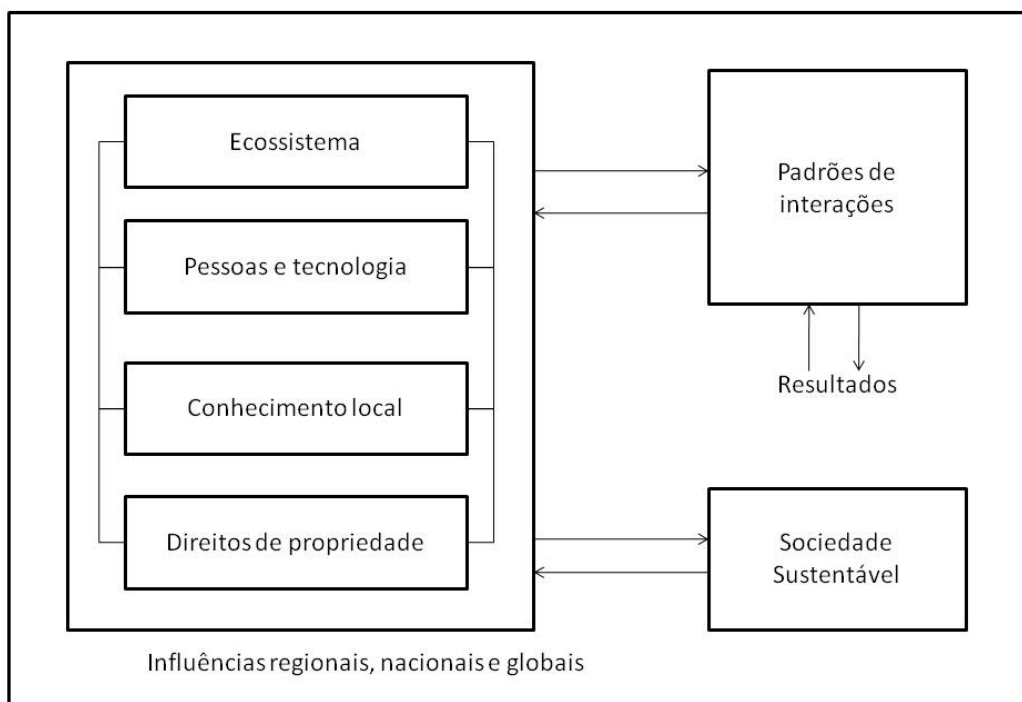 Ecossistema
Pessoas e tecnologia
Conhecimento local
Direitos de propriedade
Padrões de
interações
Resultados
Sociedade
Sustentável
Influências regionais, nacionais e globais